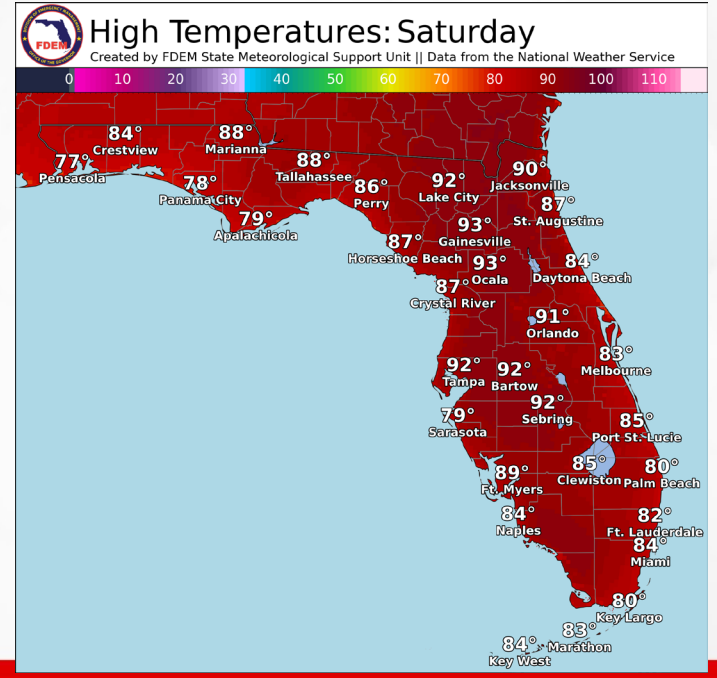 High Temperatures: Saturday
Created by FDEM State Meteorological Support Unit || Data from the National Weather Service
FDEM
0 10 20 30 40 50 60 70 80 90 100 110
84°
Crestview
88°
Marianna
77°
Pensacola
88°
Tallahassee
78°
Panama City
86°
Perry
92°
Lake City
90°
Jacksonville
79°
Apalachicola
87°
St. Augustine
93°
Gainesville
87°
Horseshoe Beach
93°
Ocala
84°
Daytona Beach
87°
Crystal River
91°
Orlando
83°
Melbourne
92°
Tampa
92°
Bartow
92°
Sebring
79°
Sarasota
85°
Port St. Lucie
85°
Clewiston
80°
Palm Beach
89°
Ft. Myers
84°
Naples
82°
Ft. Lauderdale
84°
Miami
80°
Key Largo
83°
Marathon
84°
Key West